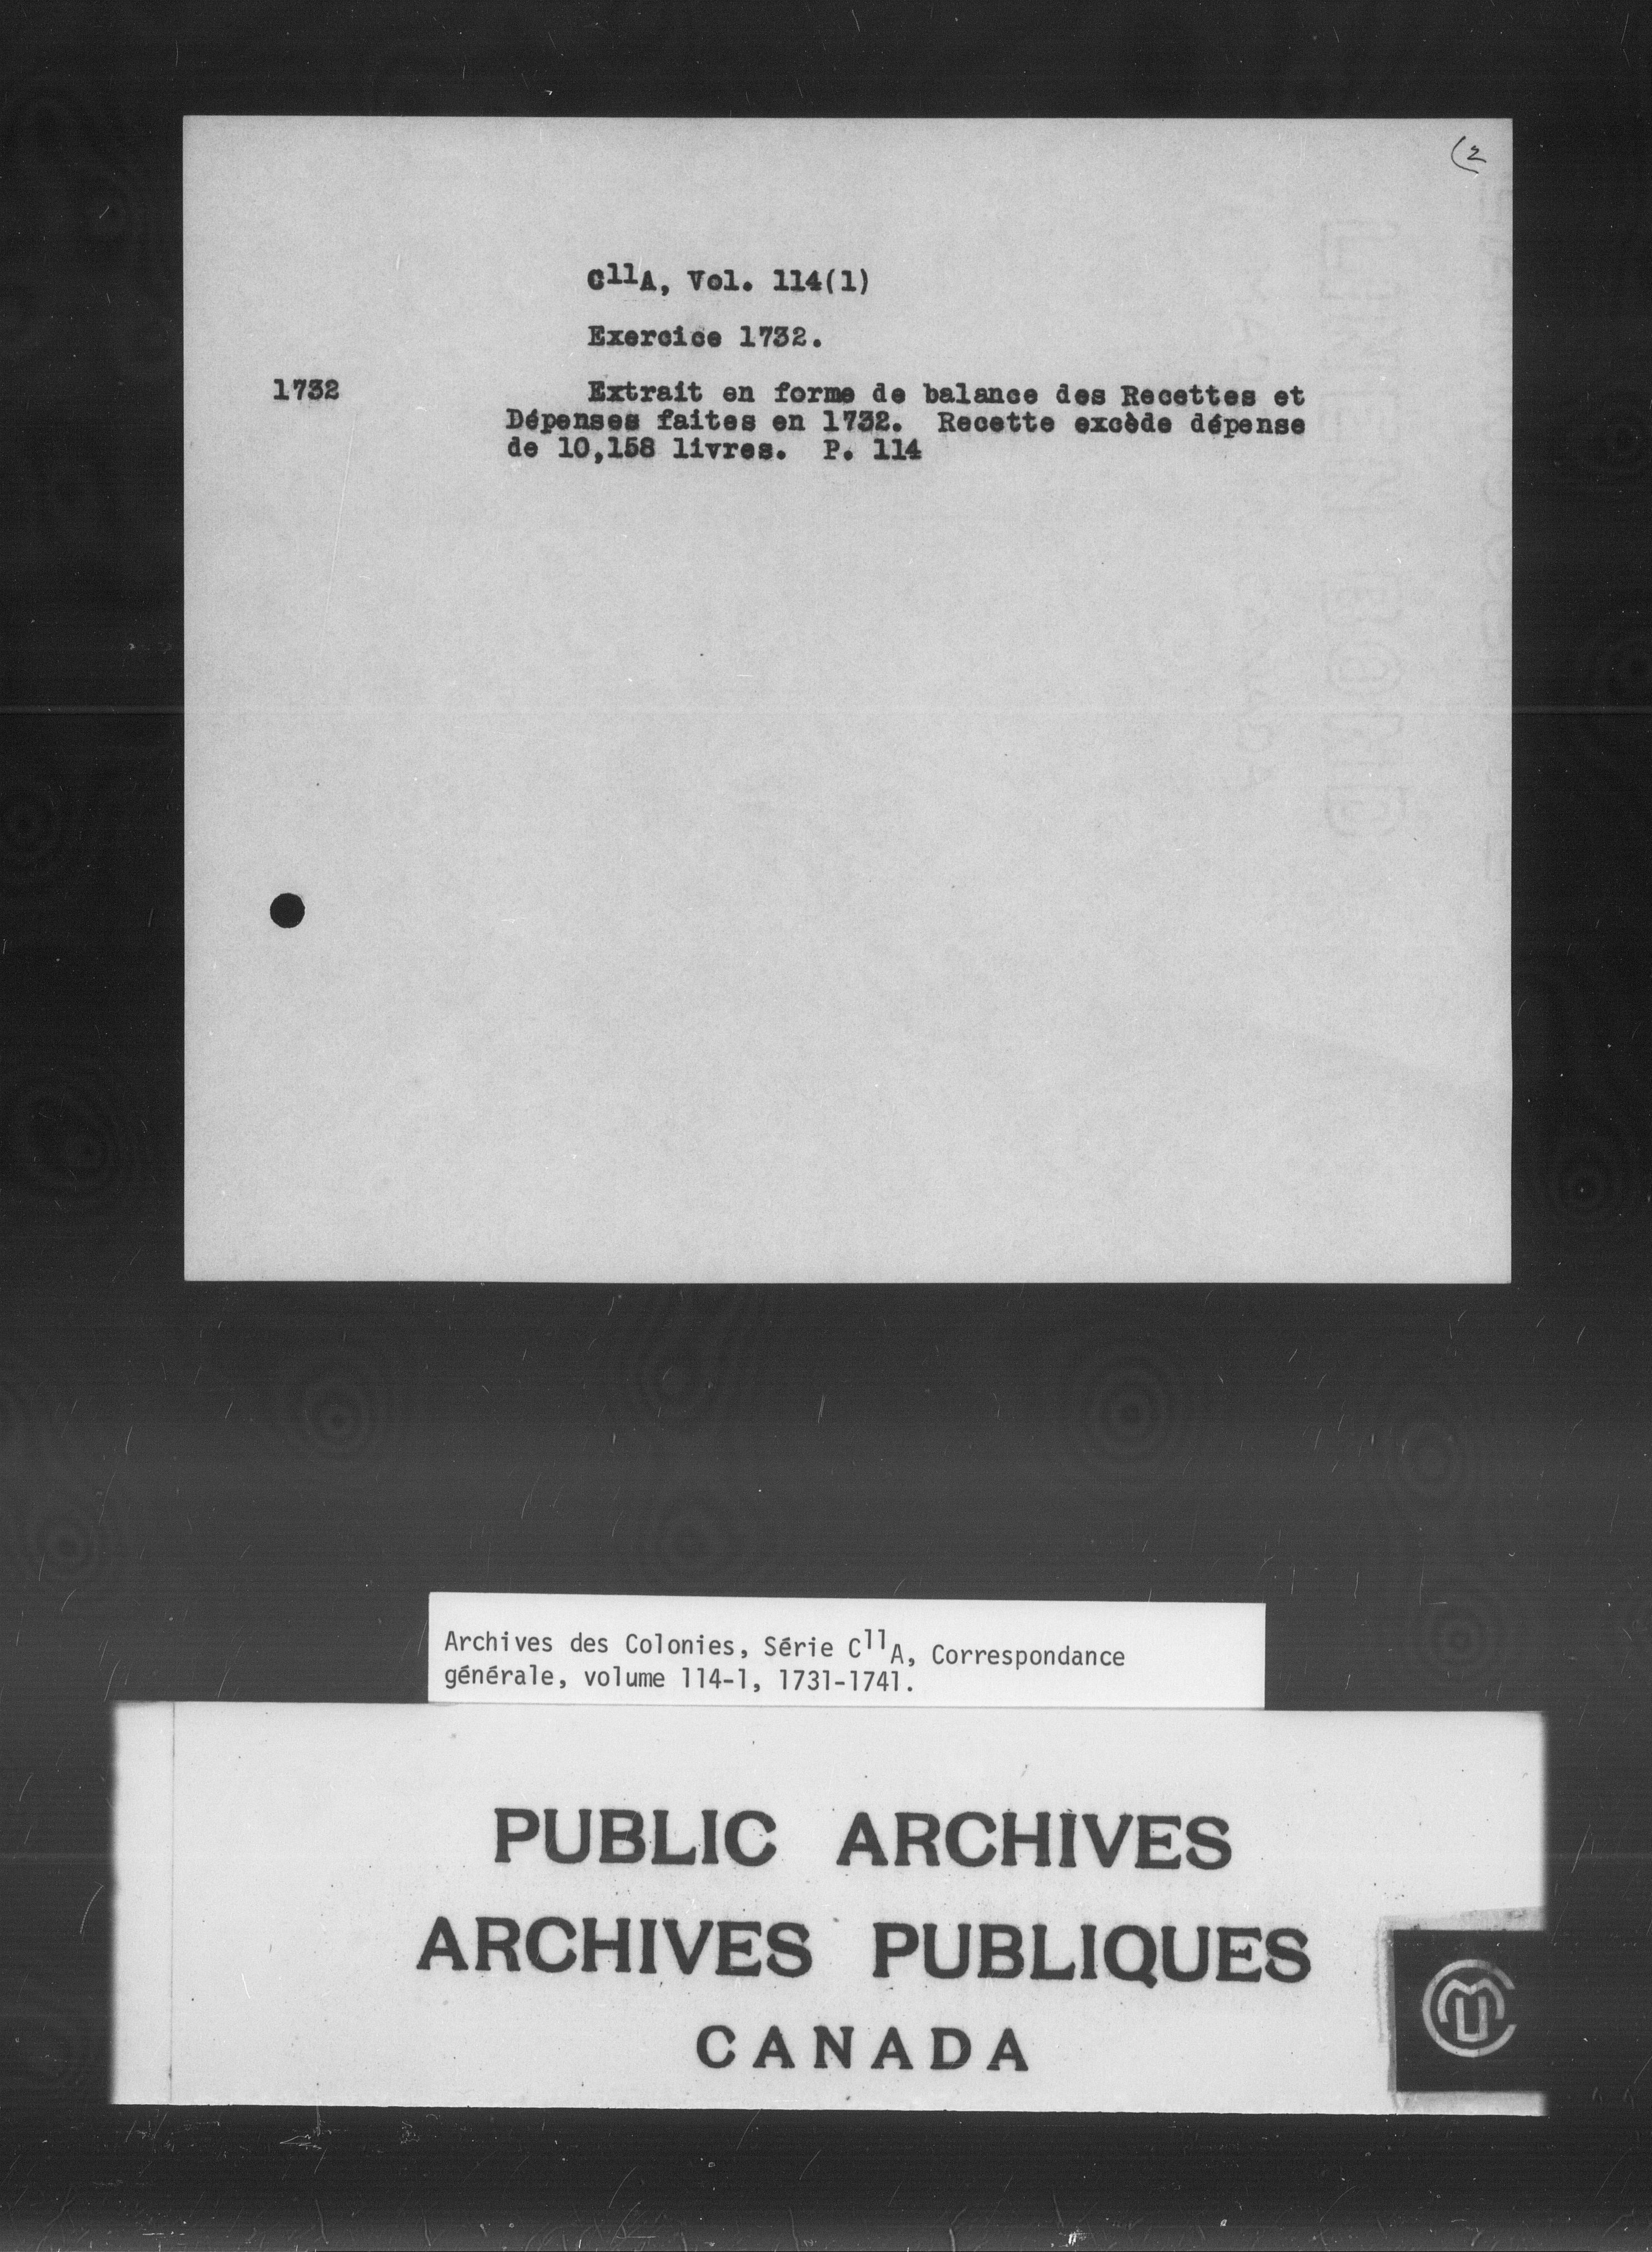 (2
C11A, Vol. 114(1)
Exercice 1732.
1732 Extrait en forme de balance des Recettes et
Dépenses faites en 1732. Recette excède dépense
de 10,158 livres. P. 114
Archives des Colonies, Série C11A, Correspondance
générale, volume 114-1, 1731-1741.
PUBLIC ARCHIVES
ARCHIVES PUBLIQUES
CANADA